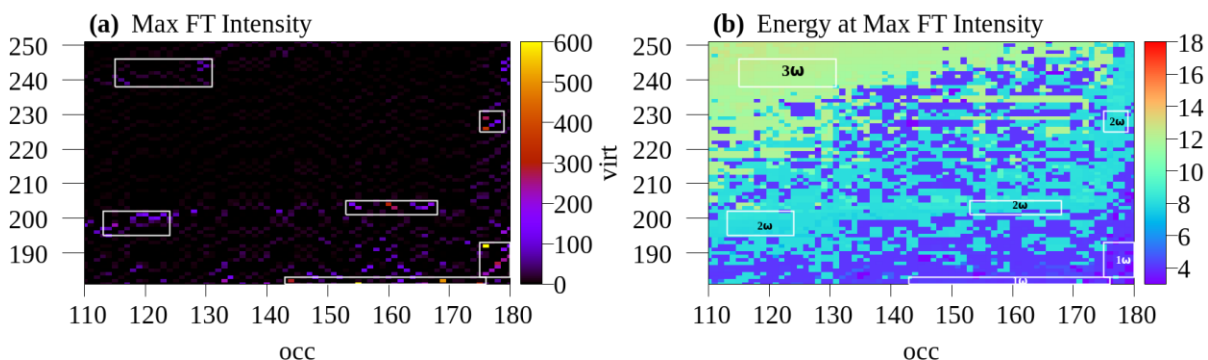 (a) Max FT Intensity
250
240
230
220
210
200
190
110 120 130 140 150 160 170 180
occ
600
500
400
300
200
100
0
(b) Energy at Max FT Intensity
virt
250
240
230
220
210
200
190
3ω
2ω
2ω
2ω
1ω
1ω
110 120 130 140 150 160 170 180
occ
18
16
14
12
10
8
6
4